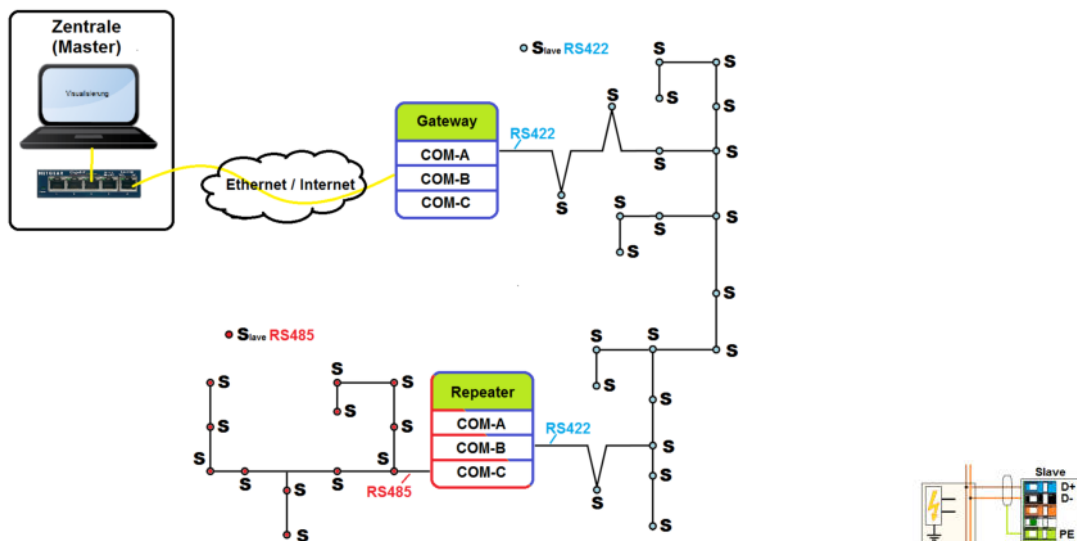 Zentrale
(Master)
Visualisierung
NETGEAR
Ethernet / Internet
Gateway
COM-A
COM-B
COM-C
RS422
Slave RS422
S
S
S
S
S
S
S
S
S
S
S
S
S
S
Slave RS485
S
S
S
S
S
S
S
S
S
S
S
S
RS485
Repeater
COM-A
COM-B
COM-C
RS422
S
S
S
S
S
S
S
S
Slave
D+
D-
PE